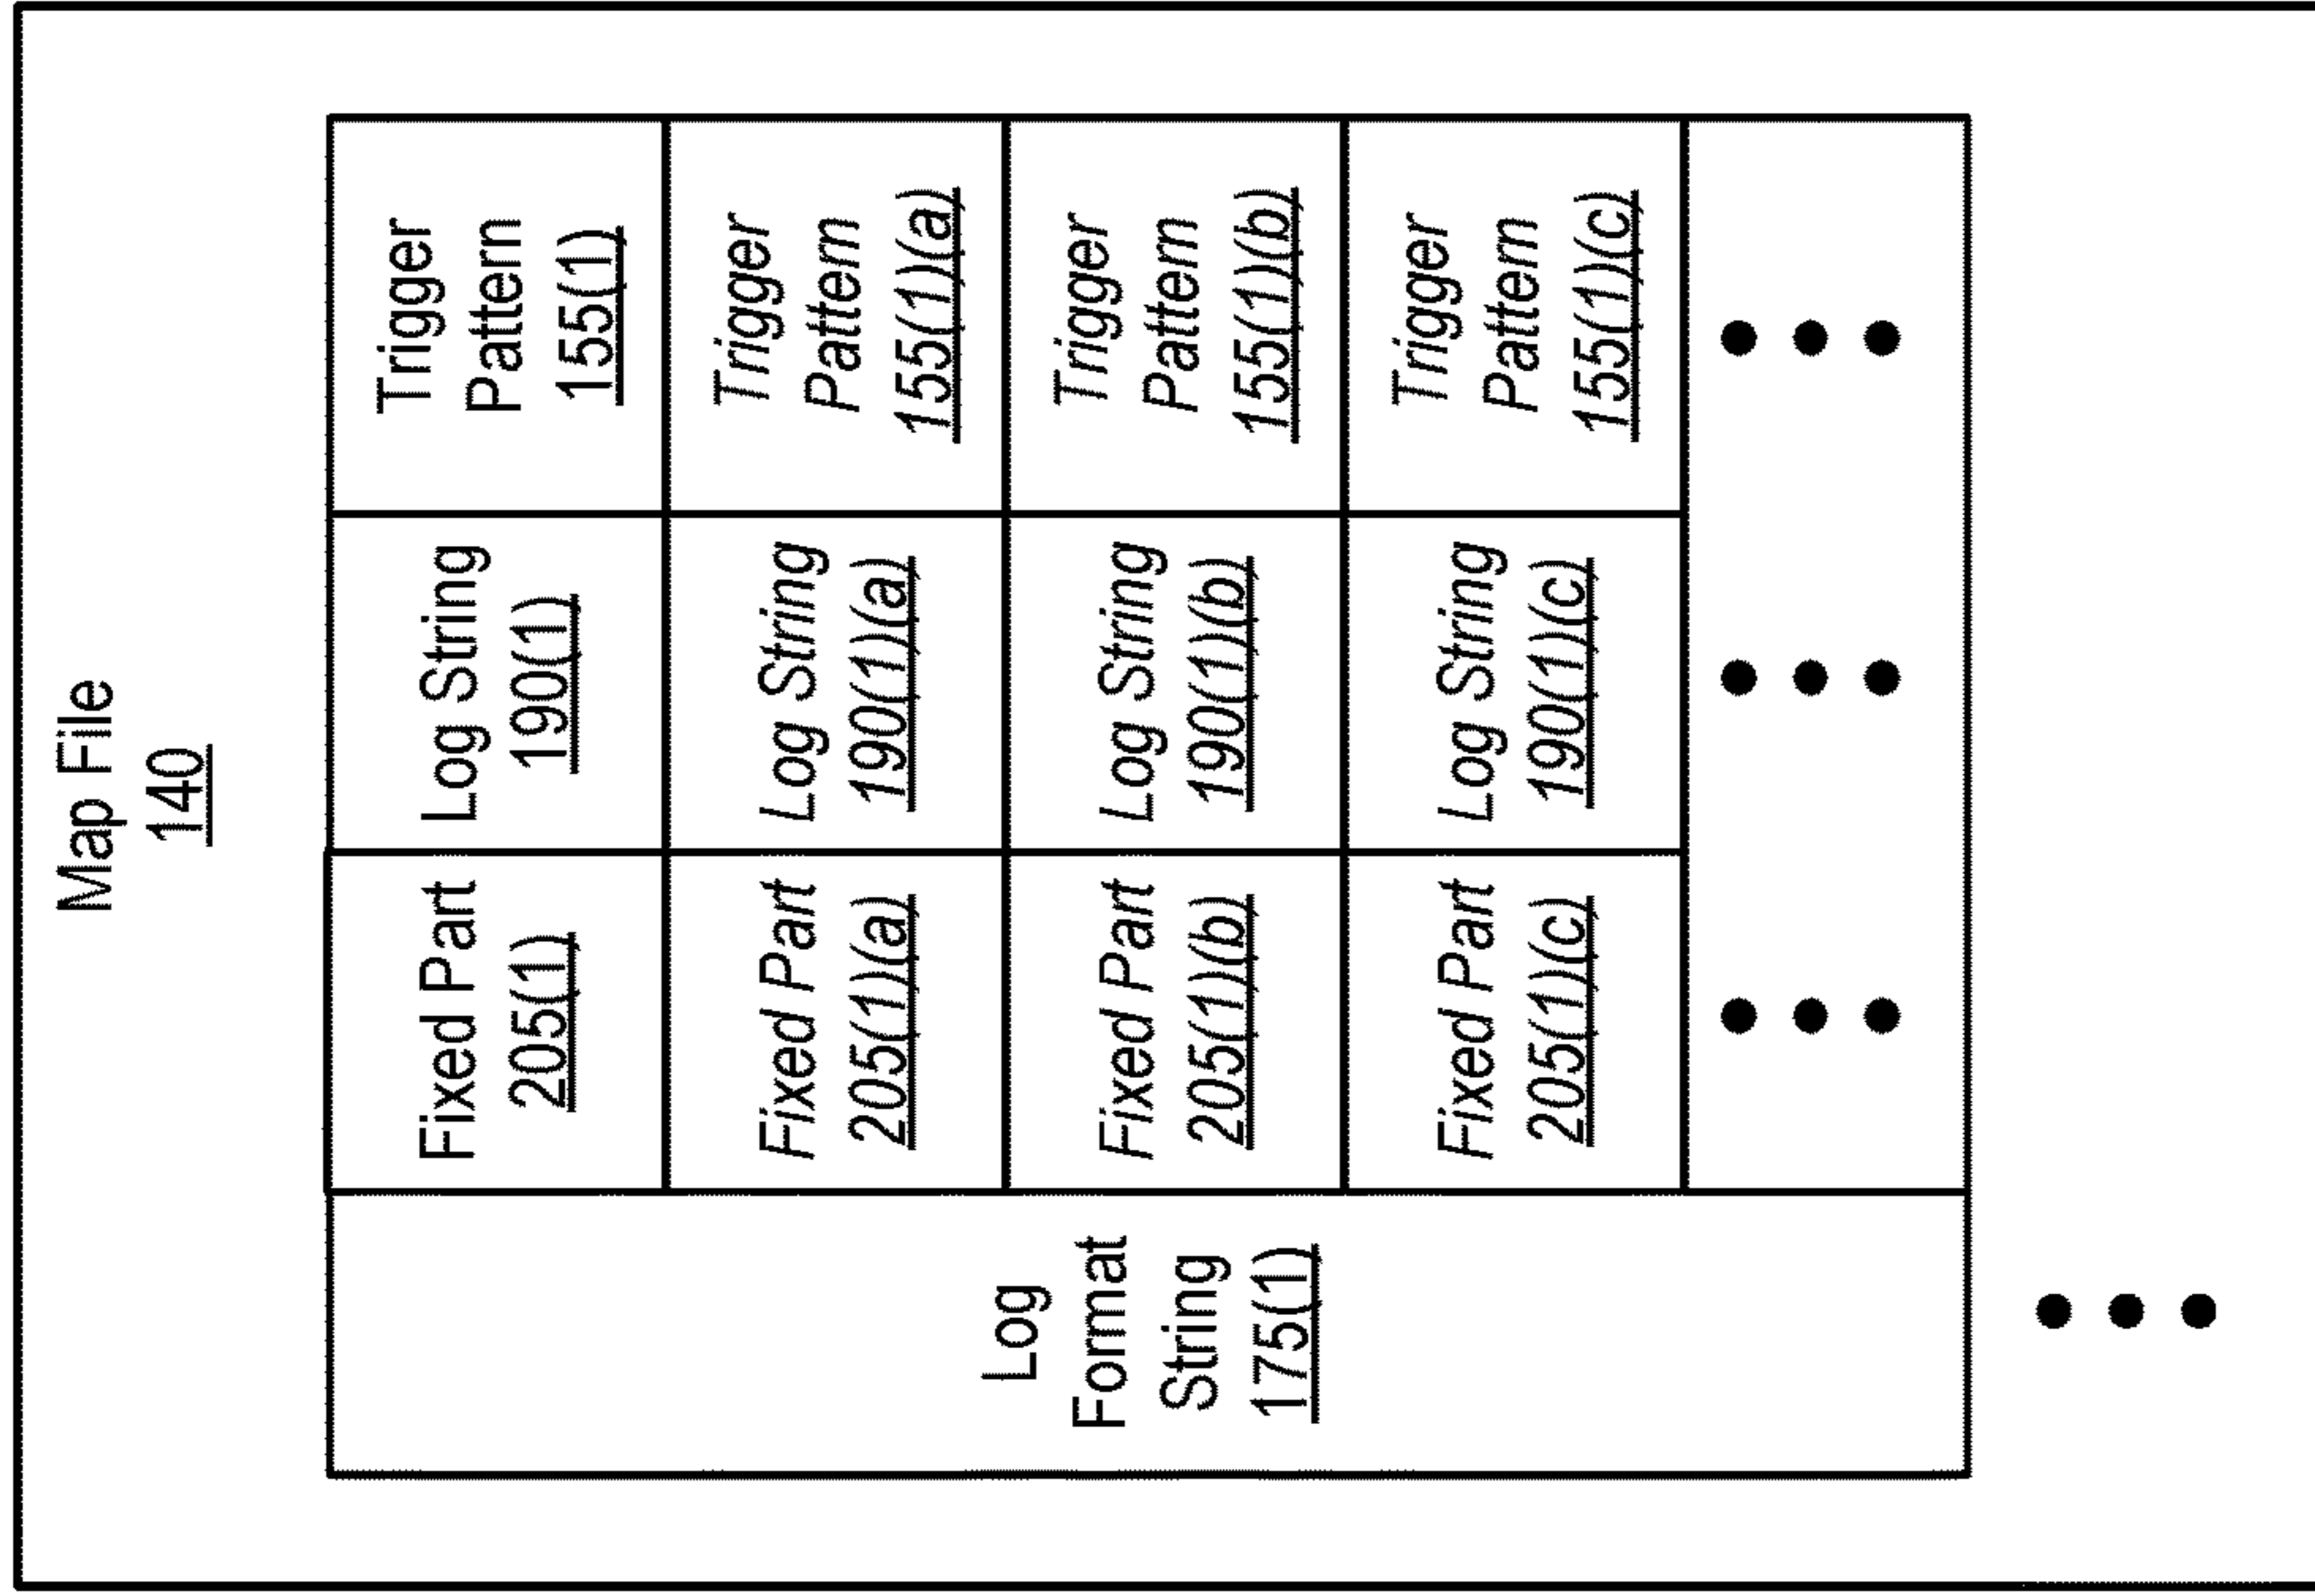 Map File
140
Fixed Part
205(1)
Log String
190(1)
Trigger
Pattern
155(1)
Log
Format
String
175(1)
Fixed Part
205(1)(a)
Log String
190(1)(a)
Trigger
Pattern
155(1)(a)
Fixed Part
205(1)(b)
Log String
190(1)(b)
Trigger
Pattern
155(1)(b)
Fixed Part
205(1)(c)
Log String
190(1)(c)
Trigger
Pattern
155(1)(c)